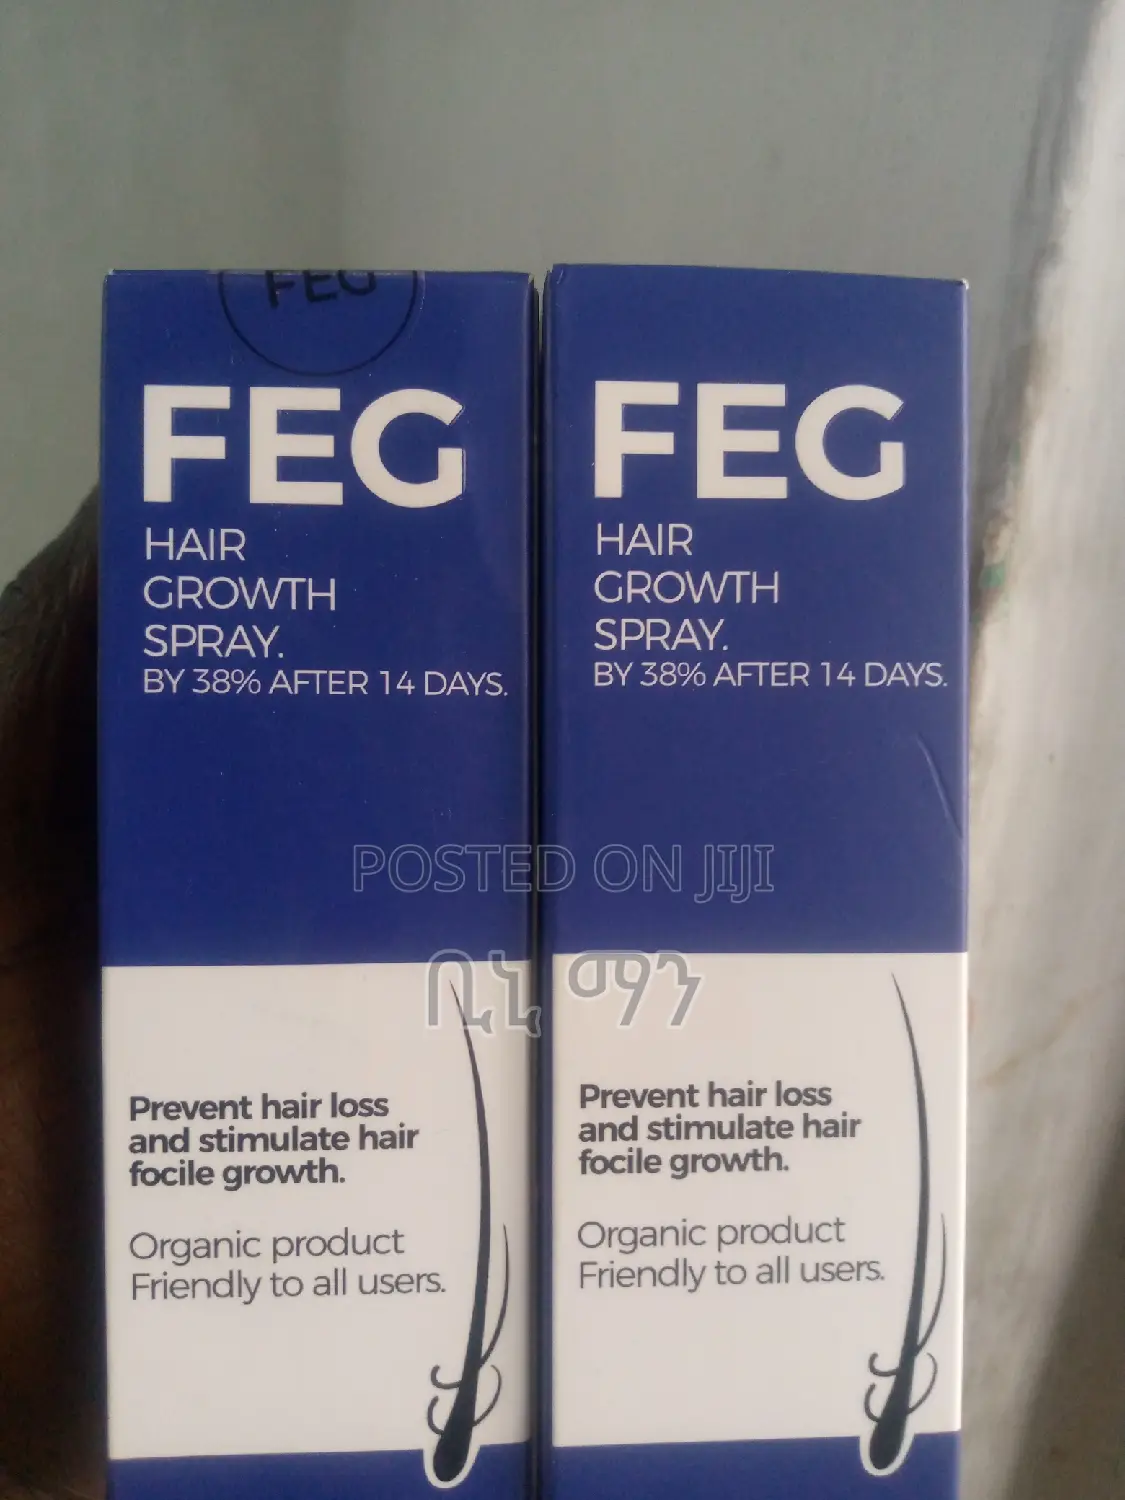 FEG
FEG
HAIR
GROWTH
SPRAY.
BY 38% AFTER 14 DAYS.
Prevent hair loss
and stimulate hair
focile growth.
Organic product
Friendly to all users.
FEG
HAIR
GROWTH
SPRAY.
BY 38% AFTER 14 DAYS.
Prevent hair loss
and stimulate hair
focile growth.
Organic product
Friendly to all users.
POSTED ON JIJI
ቢኒ ማን